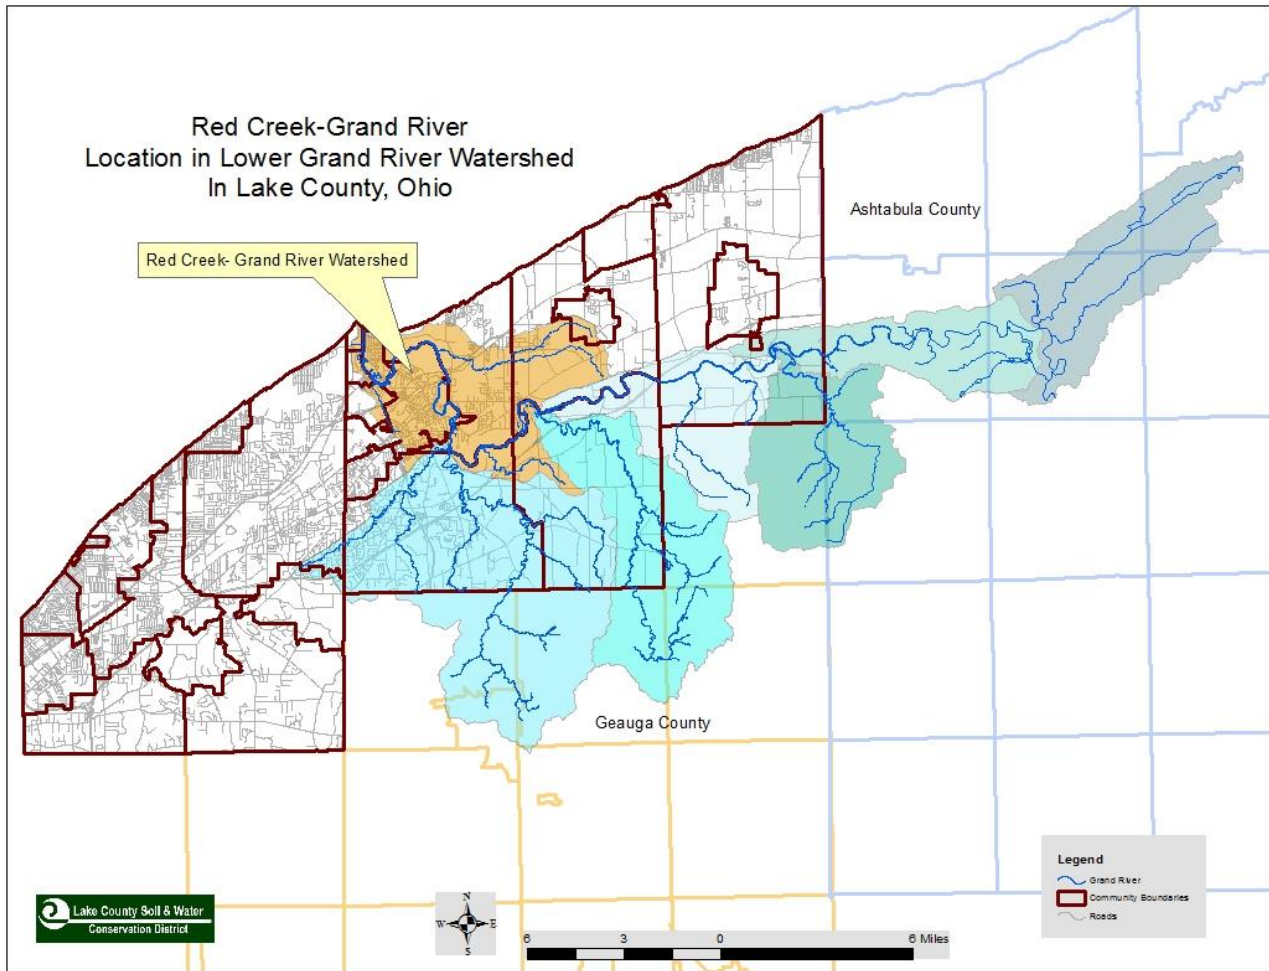 Red Creek-Grand River
Location in Lower Grand River Watershed
In Lake County, Ohio
Red Creek- Grand River Watershed
Ashtabula County
Geauga County
Legend
Grand River
Community Boundaries
Roads
Lake County Soil & Water
Conservation District
N
W E
S
6 3 0 6 Miles